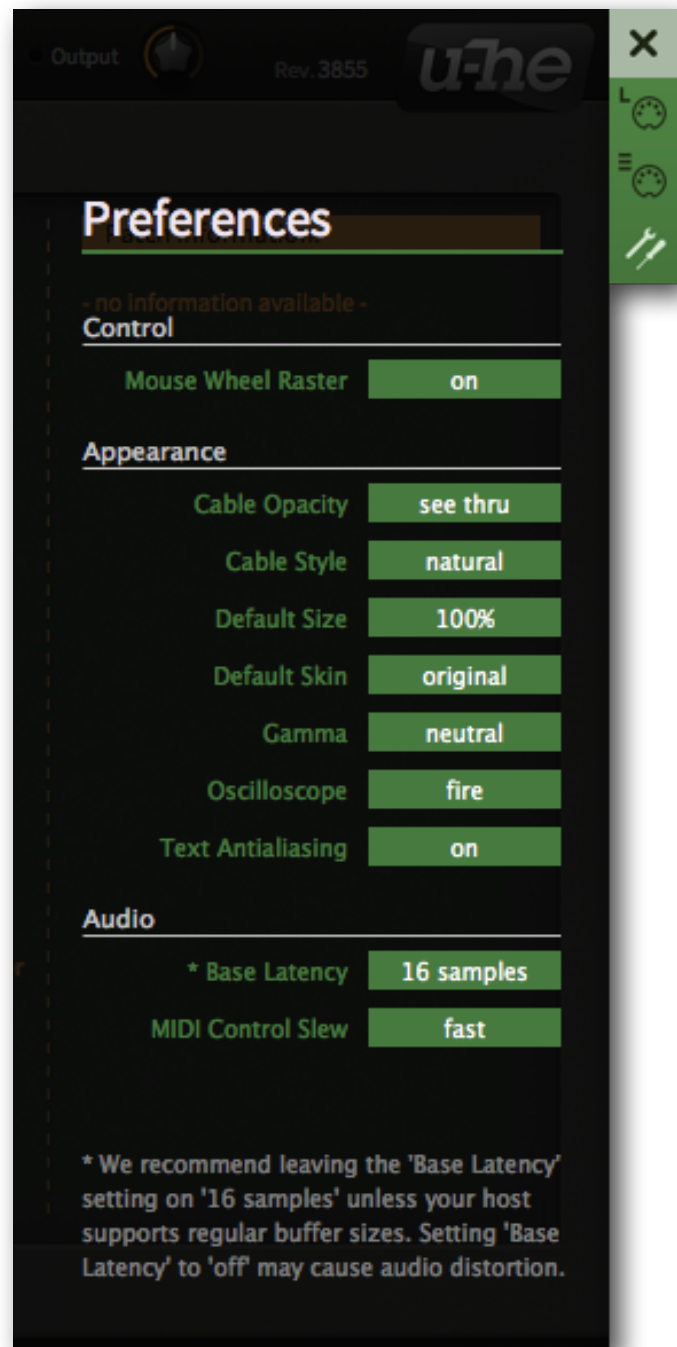 Output
Rev.3855
u-he
Preferences
Patch Information:
- no information available -
Control
Mouse Wheel Raster on
Appearance
Cable Opacity see thru
Cable Style natural
Default Size 100%
Default Skin original
Gamma neutral
Oscilloscope fire
Text Antialiasing on
Audio
* Base Latency 16 samples
MIDI Control Slew fast
* We recommend leaving the 'Base Latency'
setting on '16 samples' unless your host
supports regular buffer sizes. Setting 'Base
Latency' to 'off' may cause audio distortion.